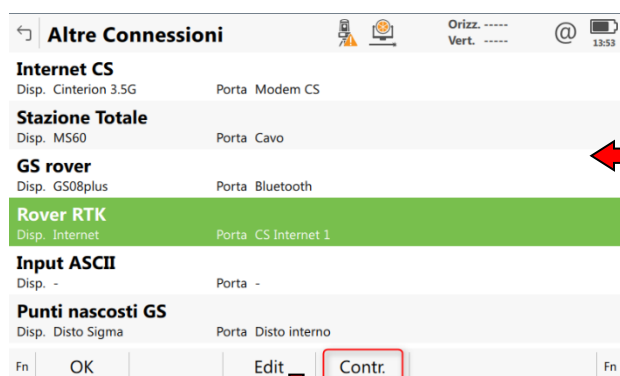 Altre Connessioni
Orizz. -----
Vert. -----
@
13:53
Internet CS
Disp. Cinterion 3.5G Porta Modem CS
Stazione Totale
Disp. MS60 Porta Cavo
GS rover
Disp. GS08plus Porta Bluetooth
Rover RTK
Disp. Internet Porta CS Internet 1
Input ASCII
Disp. - Porta -
Punti nascosti GS
Disp. Disto Sigma Porta Disto interno
Fn OK Edit Contr. Fn